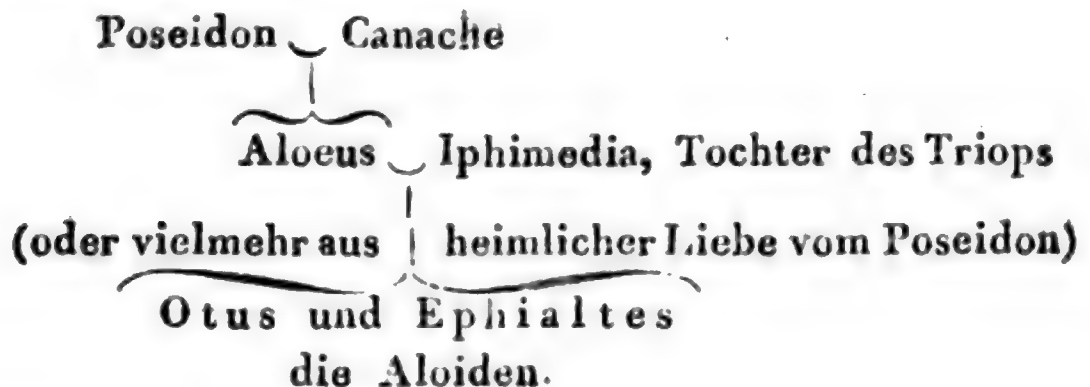 Poseidon Canache
Aloeus Iphimedia, Tochter des Triops
(oder vielmehr aus heimlicher Liebe vom Poseidon)
Otus und Ephialtes
die Aloiden.